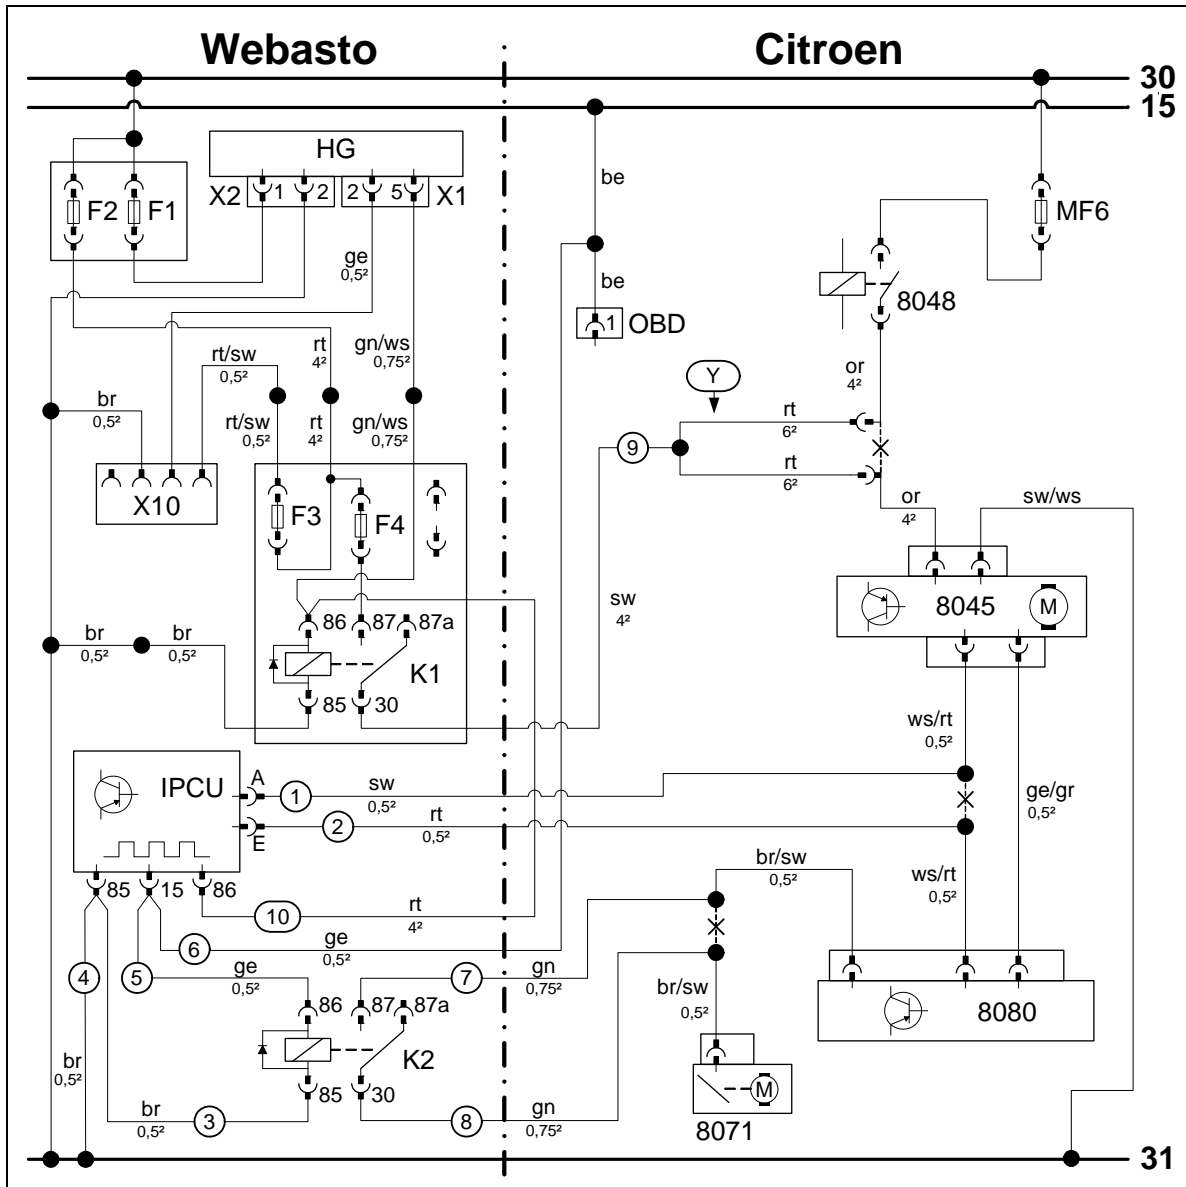 Webasto Citroen
30
15
HG
X2 1 2 2 5 X1
be
F2 F1 MF6
ge
0,5²
be
8048
1 OBD
rt/sw
0,5²
rt
4²
gn/ws
0,75²
or
4²
Y
br
0,5²
rt/sw
0,5²
rt
4²
gn/ws
0,75²
rt
6²
9
rt
6²
X10
F3 F4
or
4²
sw/ws
8045 M
sw
4²
86 87 87a
br
0,5²
br
0,5²
K1
85 30
ws/rt
0,5²
IPCU A
1 sw
0,5²
ge/gr
0,5²
2 rt
0,5²
E
85 15 86
br/sw
0,5²
ws/rt
0,5²
10 rt
4²
6 ge
0,5²
4 5 ge
0,5²
7 gn
0,75²
br/sw
0,5²
86 87 87a
8080
K2
br
0,5²
85 30
M
br
0,5²
3 8 gn
0,75²
8071
31